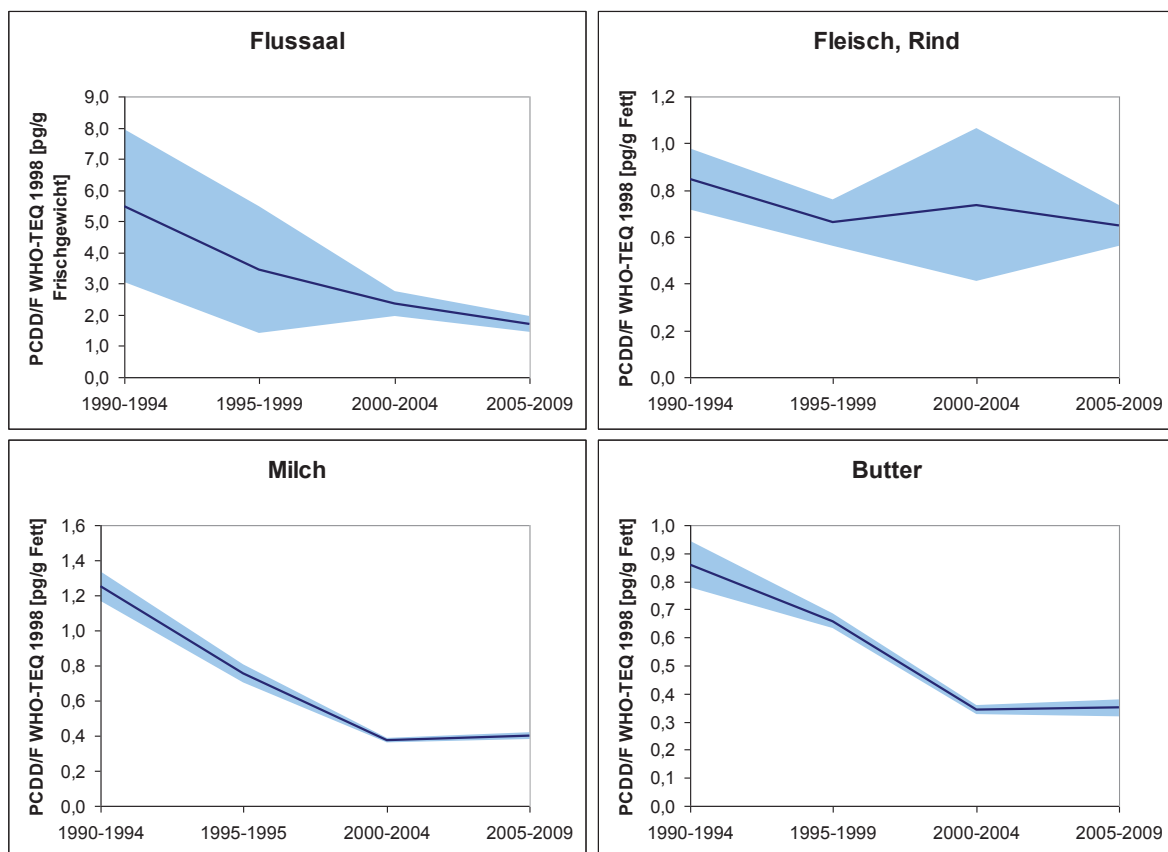 Flussaal
PCDD/F WHO-TEQ 1998 [pg/g
Frischgewicht]
9,0
8,0
7,0
6,0
5,0
4,0
3,0
2,0
1,0
0,0
1990-1994 1995-1999 2000-2004 2005-2009
Fleisch, Rind
PCDD/F WHO-TEQ 1998 [pg/g Fett]
1,2
1,0
0,8
0,6
0,4
0,2
0,0
1990-1994 1995-1999 2000-2004 2005-2009
Milch
PCDD/F WHO-TEQ 1998 [pg/g Fett]
1,6
1,4
1,2
1,0
0,8
0,6
0,4
0,2
0,0
1990-1994 1995-1995 2000-2004 2005-2009
Butter
PCDD/F WHO-TEQ 1998 [pg/g Fett]
1,0
0,9
0,8
0,7
0,6
0,5
0,4
0,3
0,2
0,1
0,0
1990-1994 1995-1999 2000-2004 2005-2009